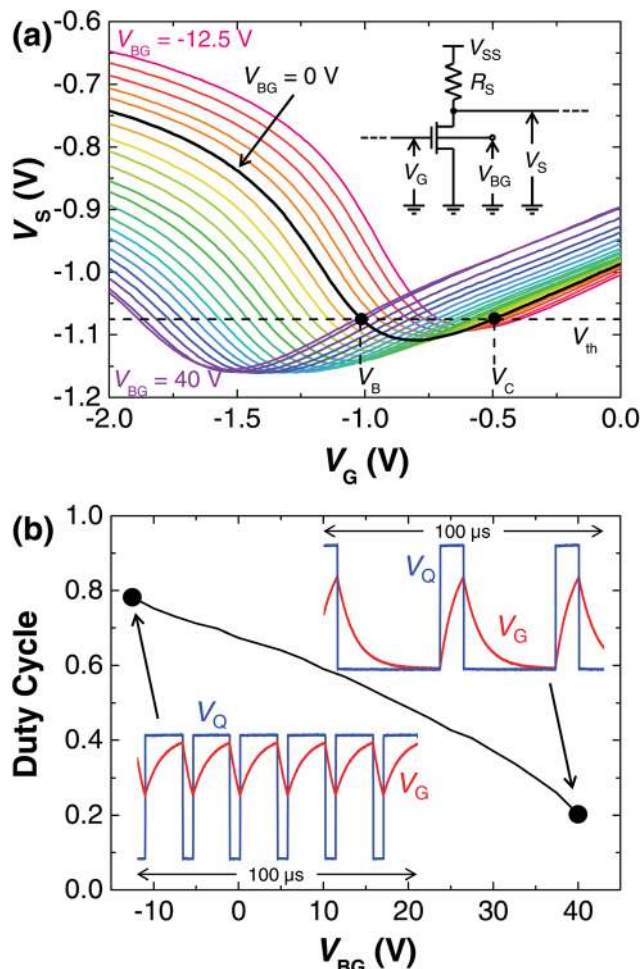 (a)
V_BG = -12.5 V
V_BG = 0 V
V_SS
R_S
V_G
V_BG
V_S
V_th
V_B
V_C
V_BG = 40 V
-0.6
-0.7
-0.8
-0.9
-1.0
-1.1
-1.2
V_S (V)
-2.0 -1.5 -1.0 -0.5 0.0
V_G (V)
(b)
1.0
0.8
0.6
0.4
0.2
0.0
Duty Cycle
100 µs
V_Q
V_G
V_Q
V_G
100 µs
-10 0 10 20 30 40
V_BG (V)